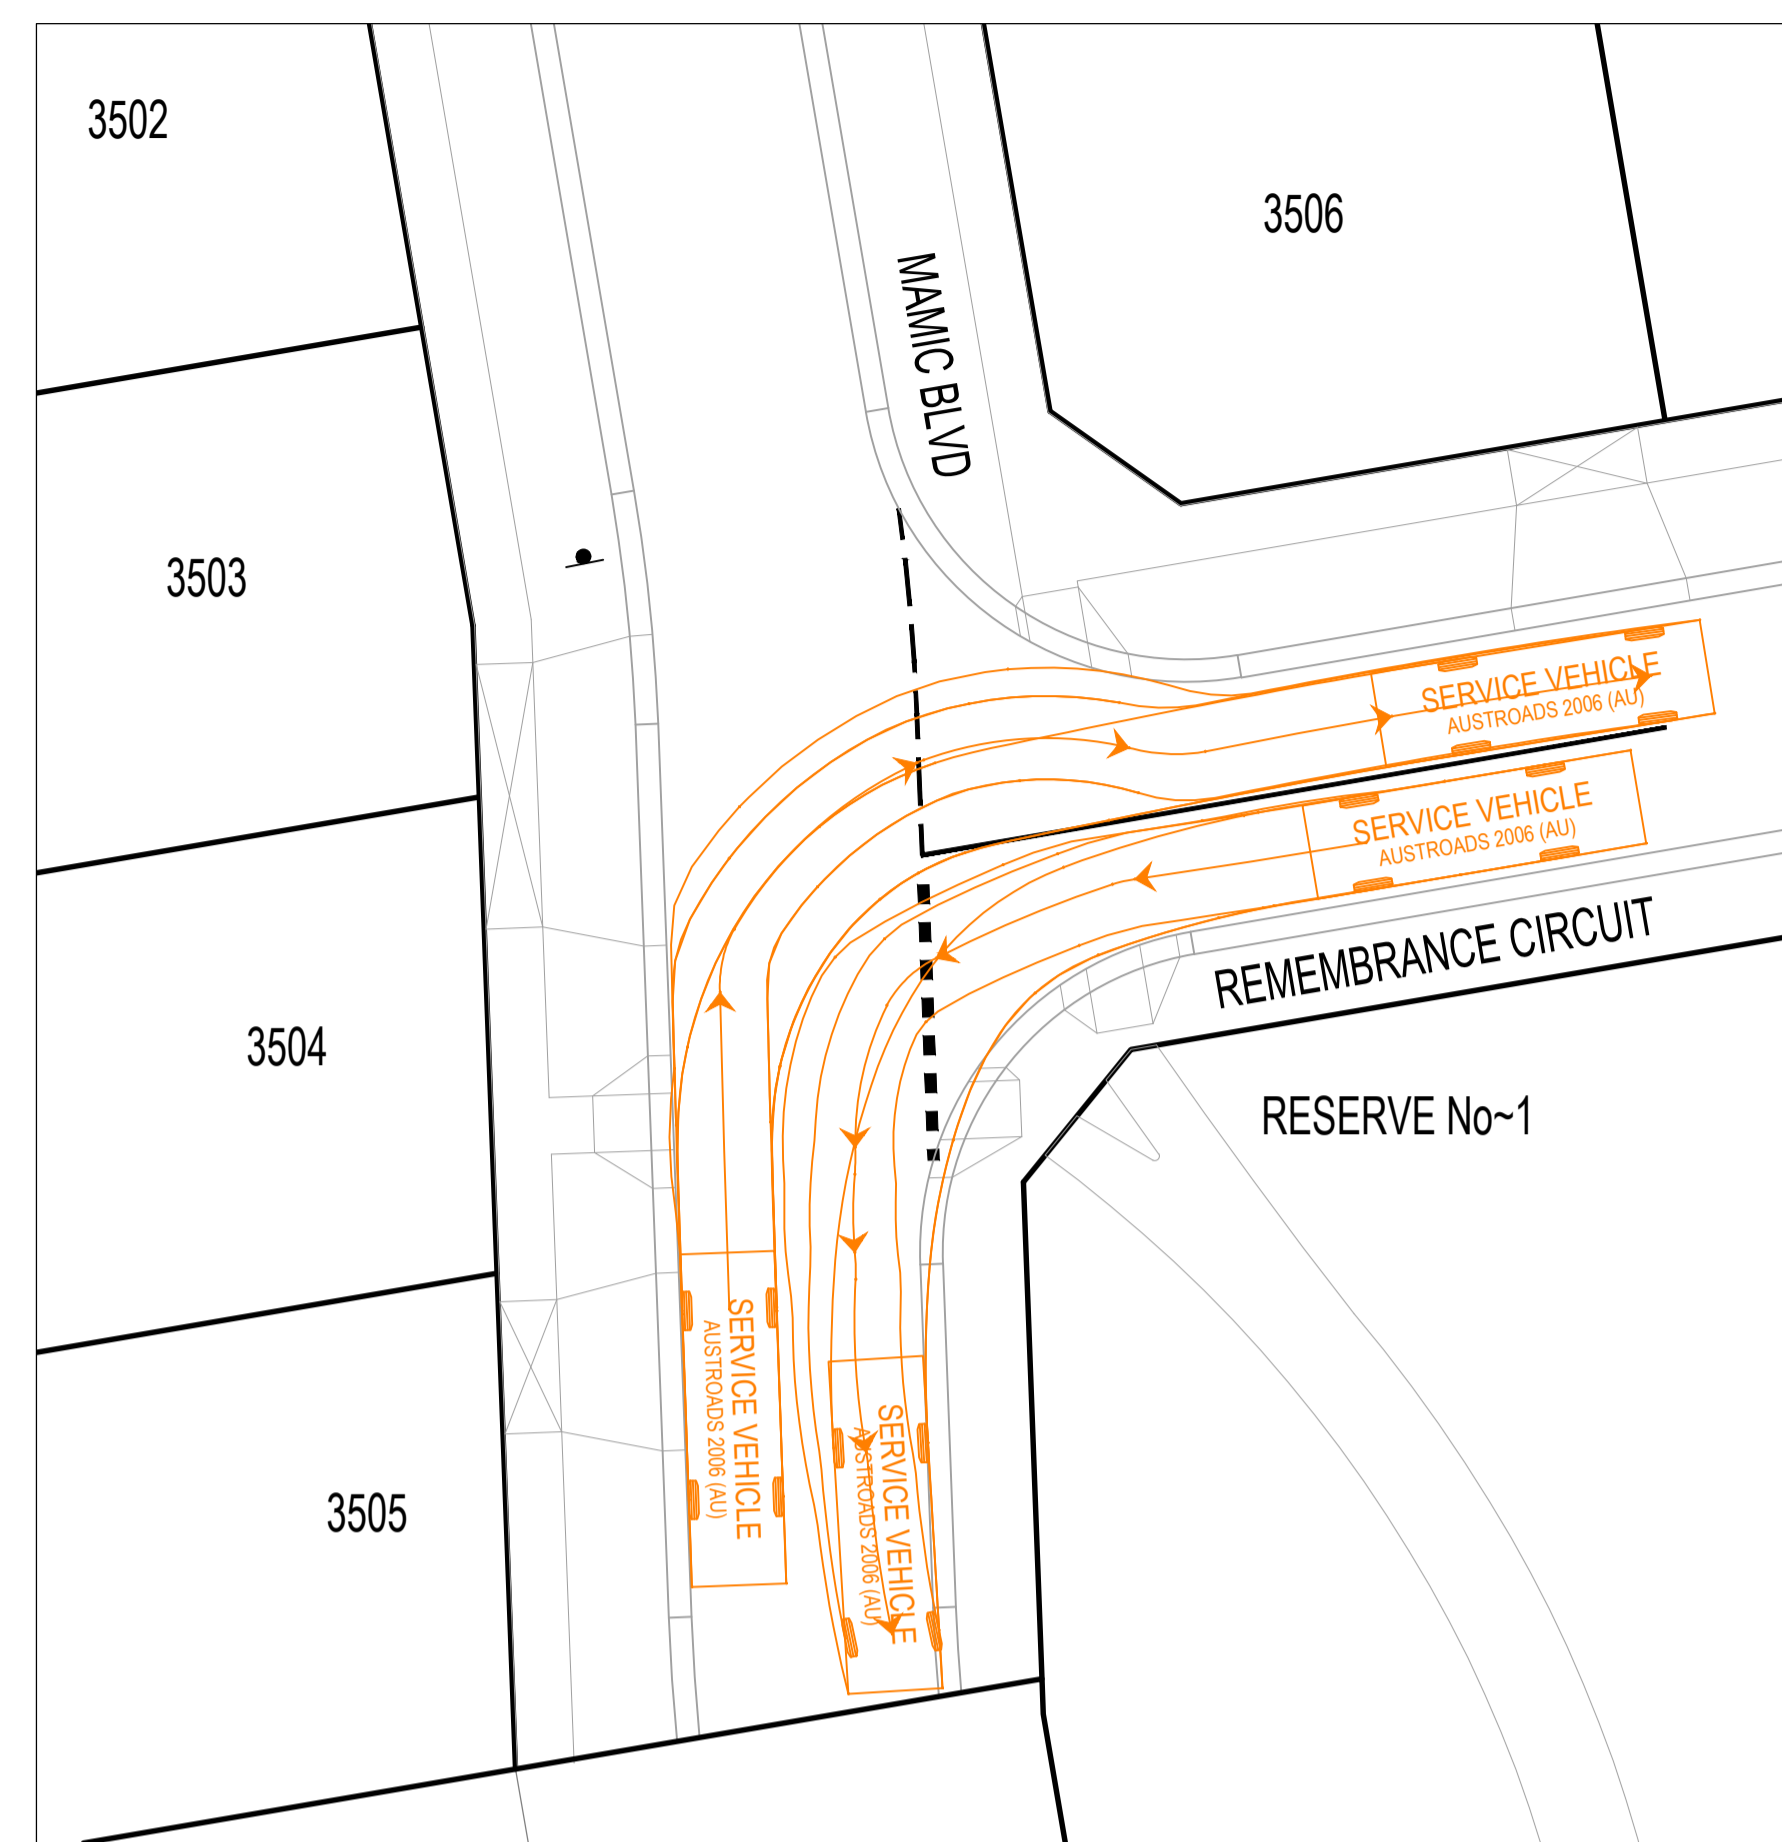 3502
3506
MAMIC BLVD
3503
SERVICE VEHICLE
AUSTROADS 2006 (AU)
SERVICE VEHICLE
AUSTROADS 2006 (AU)
REMEMBRANCE CIRCUIT
3504
RESERVE No~1
SERVICE VEHICLE
AUSTROADS 2006 (AU)
SERVICE VEHICLE
AUSTROADS 2006 (AU)
3505